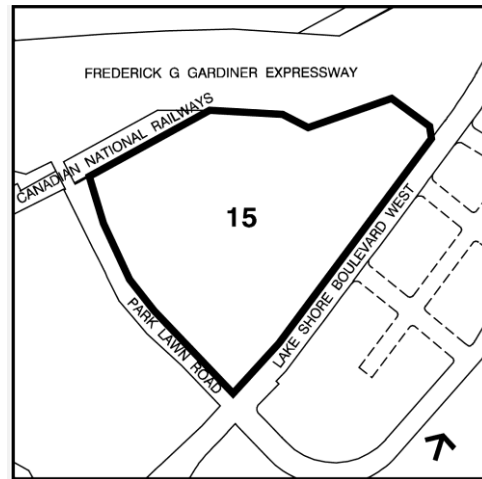 FREDERICK G GARDINER EXPRESSWAY
CANADIAN NATIONAL RAILWAYS
15
LAKE SHORE BOULEVARD WEST
PARK LAWN ROAD